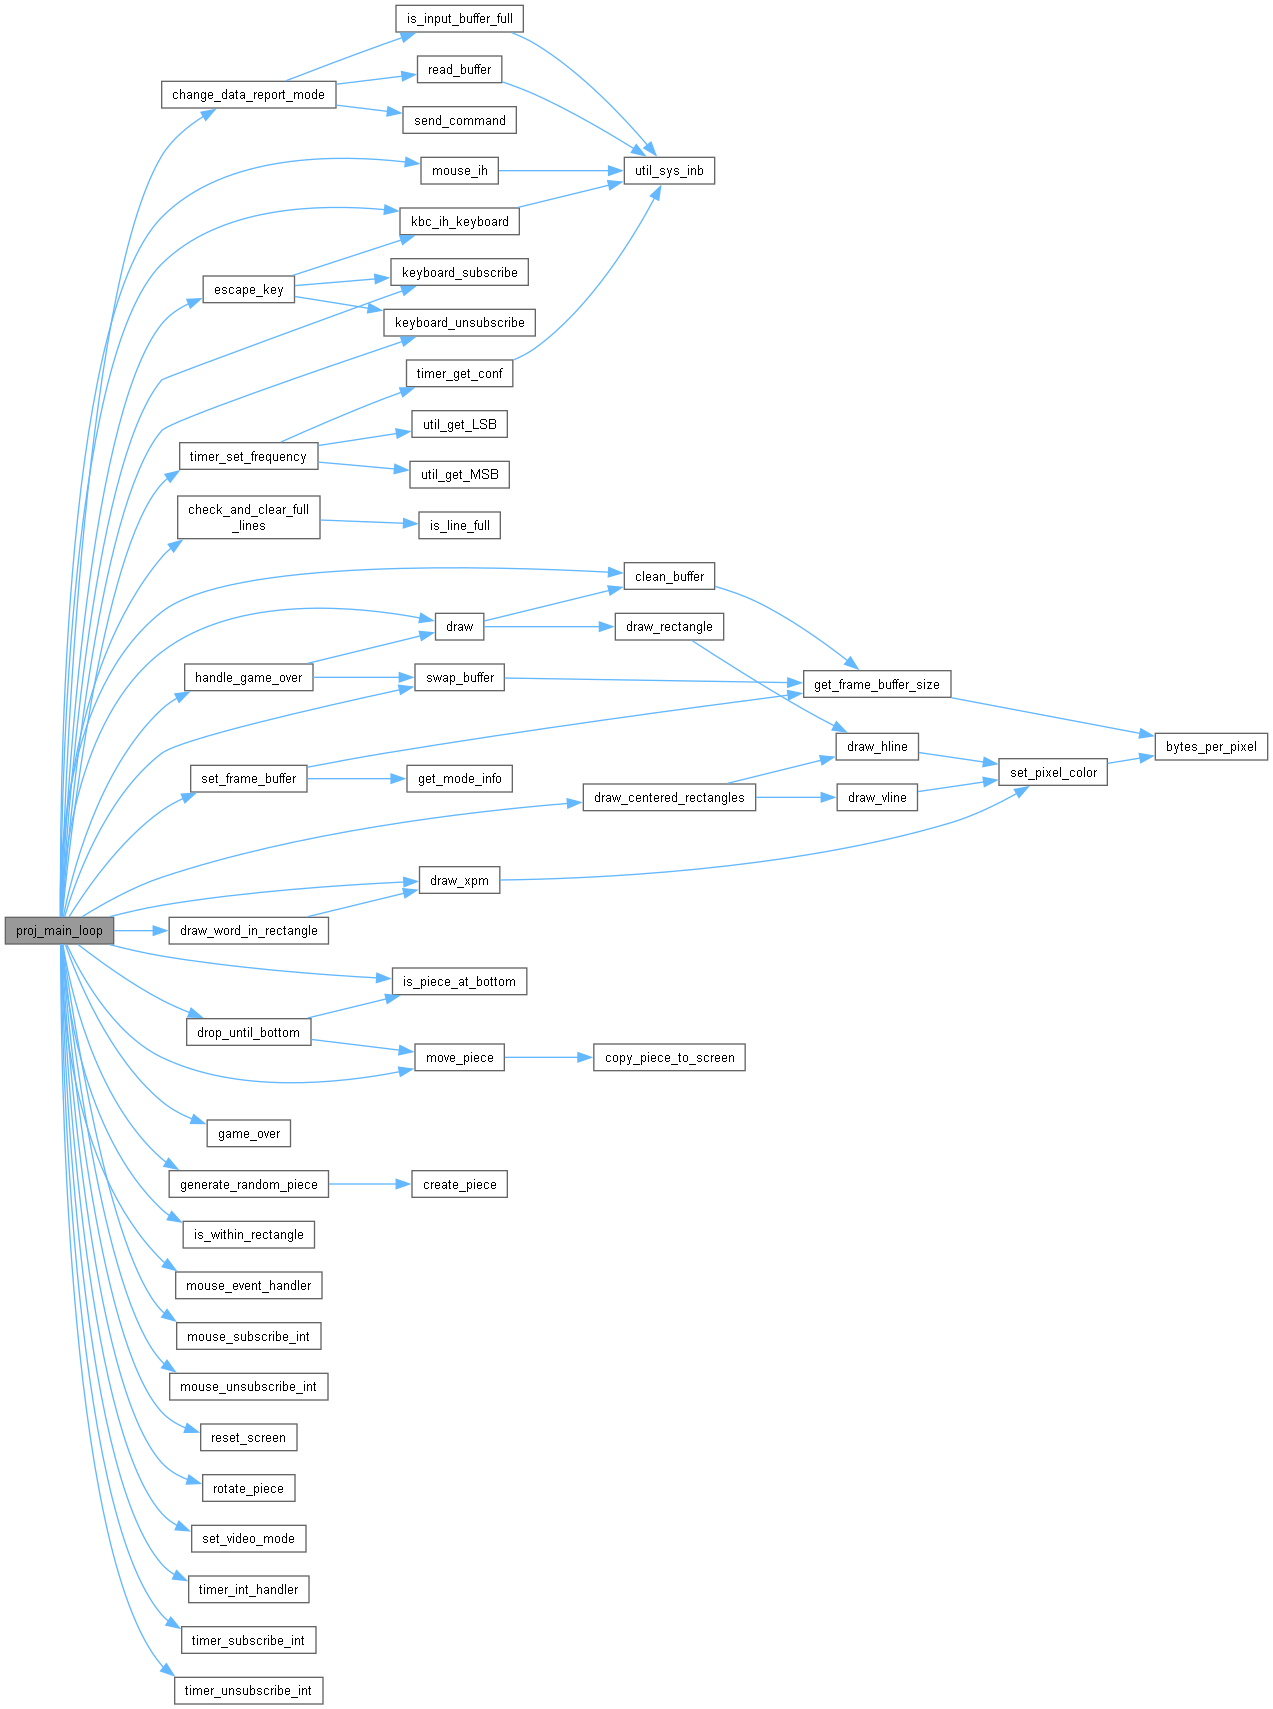 is_input_buffer_full
read_buffer
change_data_report_mode
send_command
mouse_ih
util_sys_inb
kbc_ih_keyboard
keyboard_subscribe
escape_key
keyboard_unsubscribe
timer_get_conf
util_get_LSB
timer_set_frequency
util_get_MSB
check_and_clear_full
_lines
is_line_full
clean_buffer
draw
draw_rectangle
handle_game_over
swap_buffer
get_frame_buffer_size
draw_hline
bytes_per_pixel
set_frame_buffer
get_mode_info
set_pixel_color
draw_centered_rectangles
draw_vline
draw_xpm
proj_main_loop
draw_word_in_rectangle
is_piece_at_bottom
drop_until_bottom
move_piece
copy_piece_to_screen
game_over
generate_random_piece
create_piece
is_within_rectangle
mouse_event_handler
mouse_subscribe_int
mouse_unsubscribe_int
reset_screen
rotate_piece
set_video_mode
timer_int_handler
timer_subscribe_int
timer_unsubscribe_int